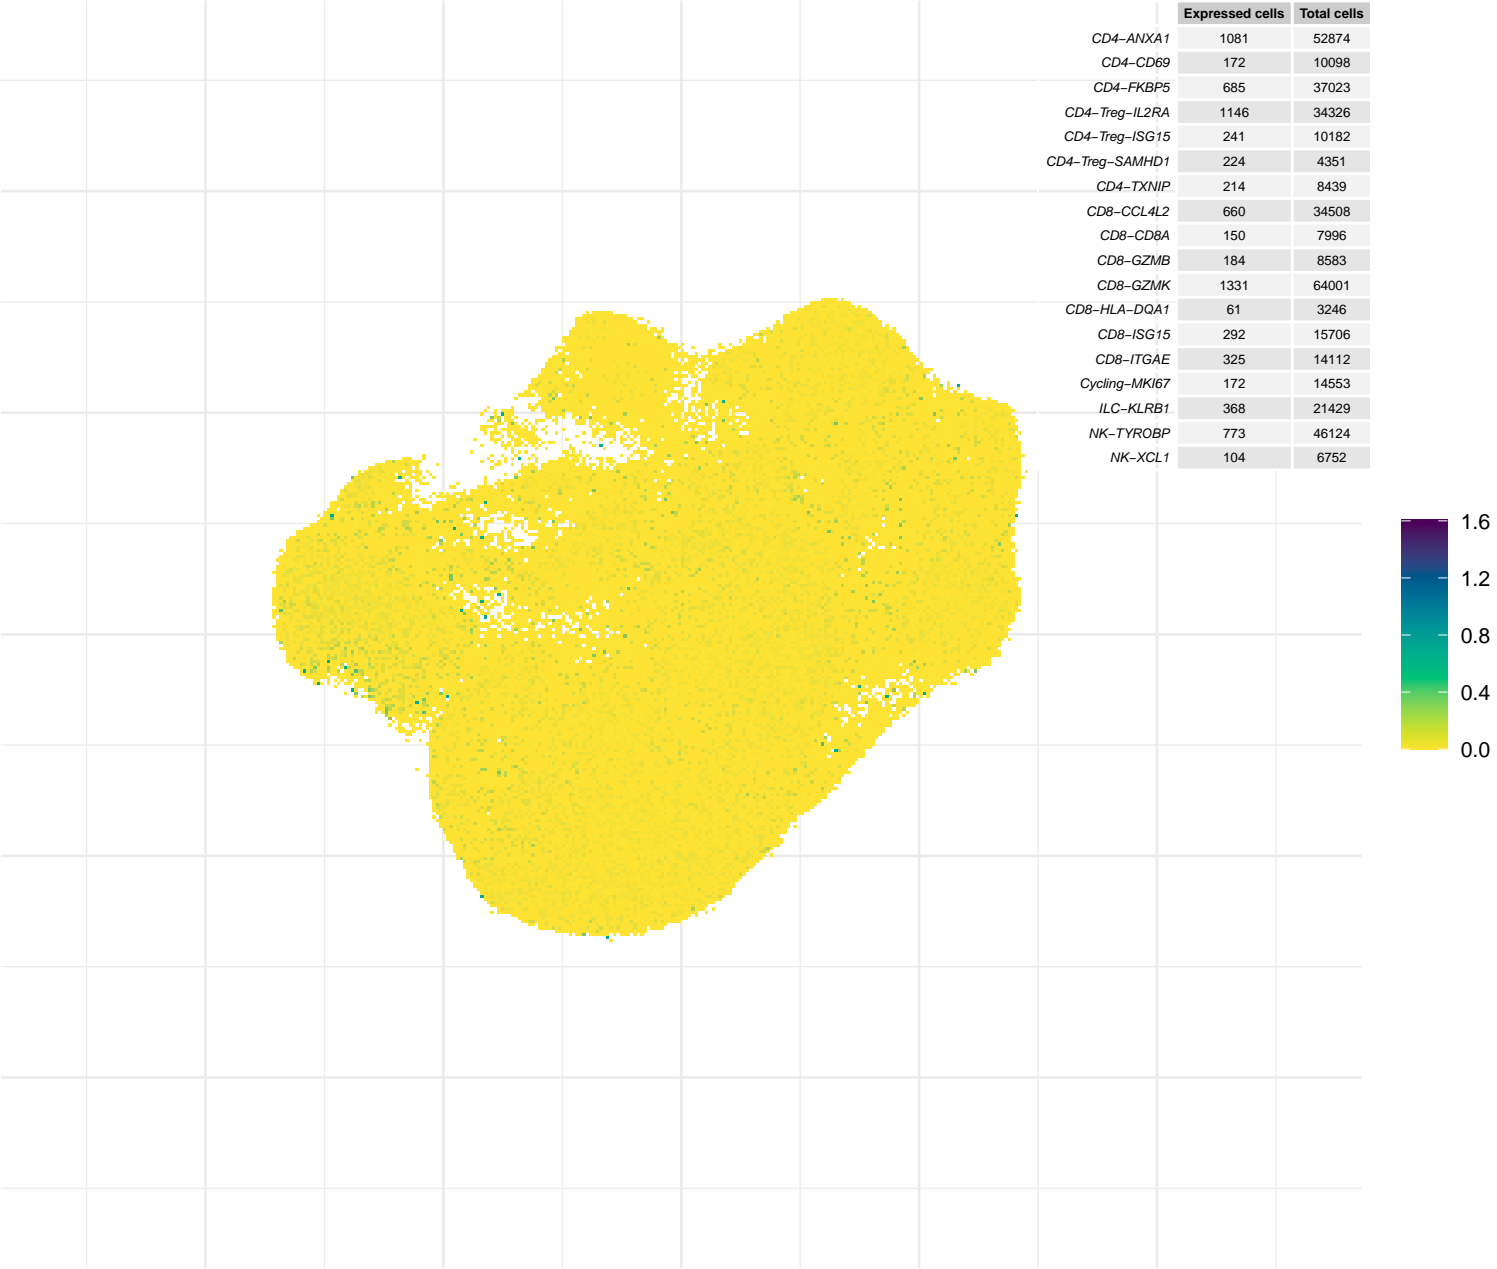 Expressed cells Total cells
CD4−ANXA1 1081 52874
CD4−CD69 172 10098
CD4−FKBP5 685 37023
CD4−Treg−IL2RA 1146 34326
CD4−Treg−ISG15 241 10182
CD4−Treg−SAMHD1 224 4351
CD4−TXNIP 214 8439
CD8−CCL4L2 660 34508
CD8−CD8A 150 7996
CD8−GZMB 184 8583
CD8−GZMK 1331 64001
CD8−HLA−DQA1 61 3246
CD8−ISG15 292 15706
CD8−ITGAE 325 14112
Cycling−MKI67 172 14553
ILC−KLRB1 368 21429
NK−TYROBP 773 46124
NK−XCL1 104 6752
1.6
1.2
0.8
0.4
0.0